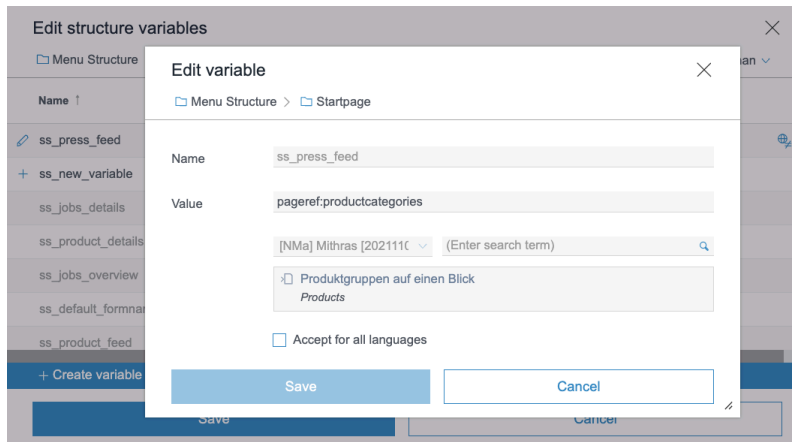 Edit structure variables
Menu Structure
Name ↑
ss_press_feed
+ ss_new_variable
ss_jobs_details
ss_product_details
ss_jobs_overview
ss_default_formnar
ss_product_feed
+ Create variable
Save
Cancel
an
Edit variable
Menu Structure > Startpage
Name
ss_press_feed
Value
pageref:productcategories
[NMa] Mithras [2021110
(Enter search term)
Produktgruppen auf einen Blick
Products
Accept for all languages
Save
Cancel